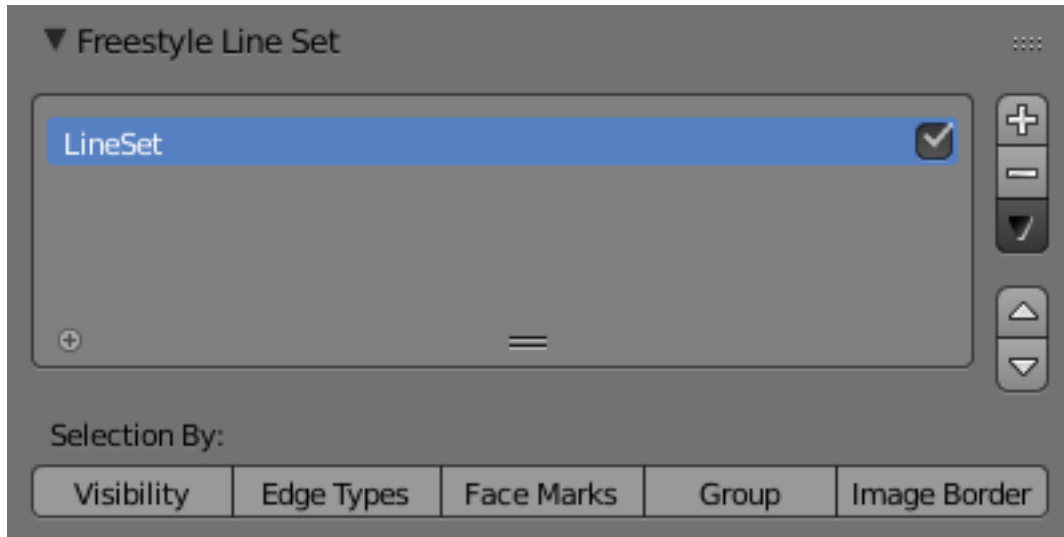 Freestyle Line Set
LineSet
Selection By:
Visibility Edge Types Face Marks Group Image Border